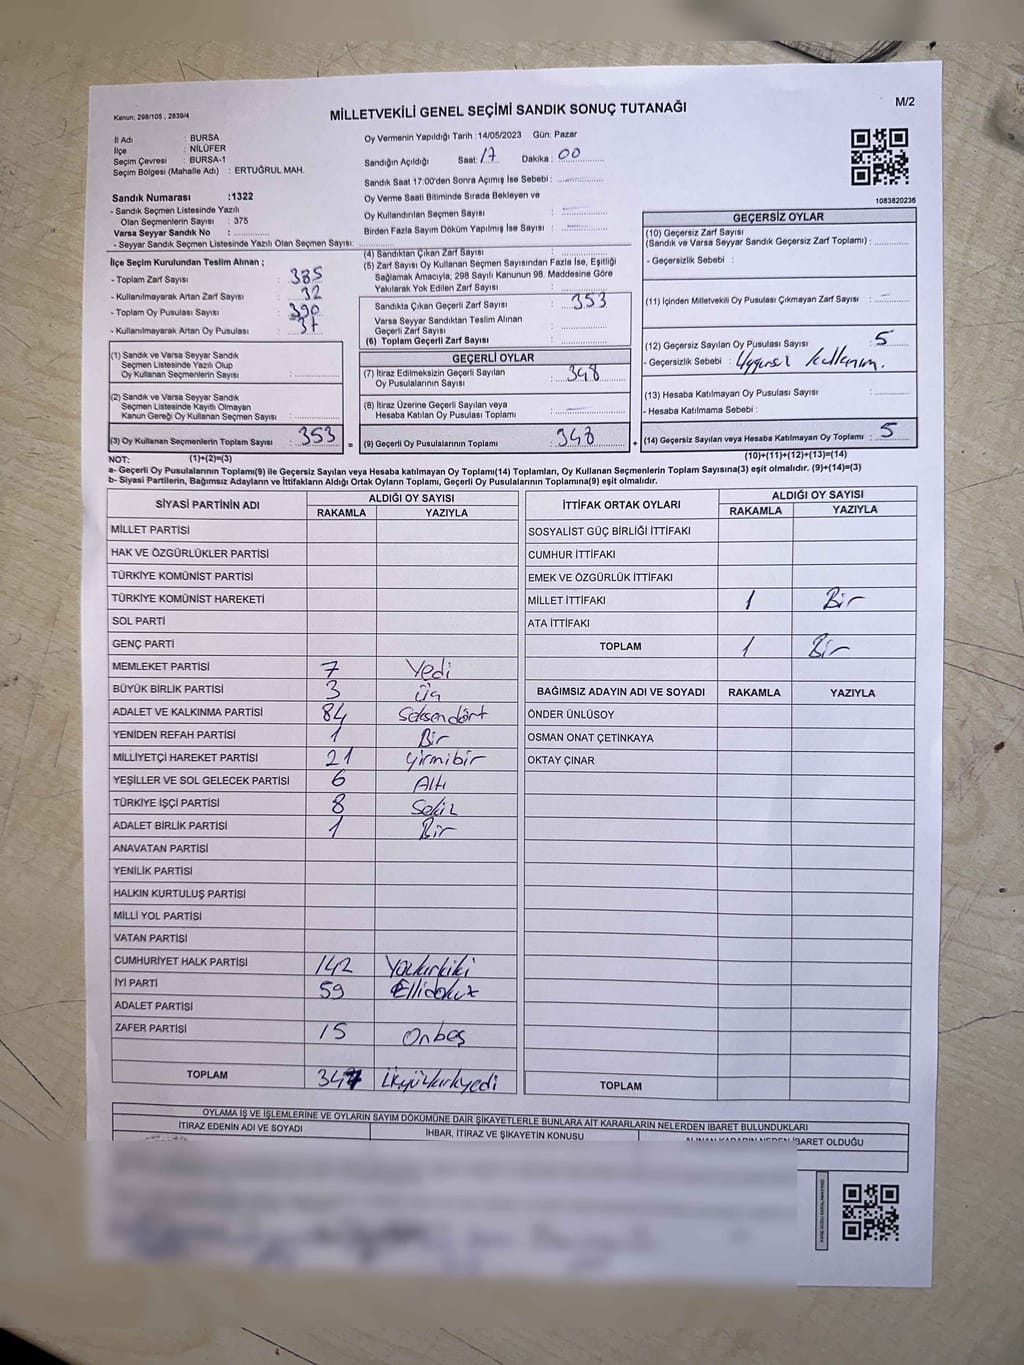 M/2
Kanun; 298/105 , 2839/4
MİLLETVEKİLİ GENEL SEÇİMİ SANDIK SONUÇ TUTANAĞI
İl Adı : BURSA
İlçe : NİLÜFER
Seçim Çevresi : BURSA-1
Seçim Bölgesi (Mahalle Adı) : ERTUĞRUL MAH.
Sandık Numarası :1322
- Sandık Seçmen Listesinde Yazılı
Olan Seçmenlerin Sayısı : 375
Varsa Seyyar Sandık No :
- Seyyar Sandık Seçmen Listesinde Yazılı Olan Seçmen Sayısı:
Oy Vermenin Yapıldığı Tarih :14/05/2023 Gün: Pazar
Sandığın Açıldığı Saat: 17 Dakika : 00
Sandık Saat 17:00'den Sonra Açımış İse Sebebi :
Oy Verme Saati Bitiminde Sırada Bekleyen ve
Oy Kullandırılan Seçmen Sayısı :
Birden Fazla Sayım Döküm Yapılmış İse Sayısı :
1083820236
İlçe Seçim Kurulundan Teslim Alınan ;
- Toplam Zarf Sayısı : 385
- Kullanılmayarak Artan Zarf Sayısı : 32
- Toplam Oy Pusulası Sayısı : 390
- Kullanılmayarak Artan Oy Pusulası : 37
(4) Sandıktan Çıkan Zarf Sayısı :
(5) Zarf Sayısı Oy Kullanan Seçmen Sayısından Fazla İse, Eşitliği
Sağlamak Amacıyla; 298 Sayılı Kanunun 98. Maddesine Göre
Yakılarak Yok Edilen Zarf Sayısı :
Sandıkta Çıkan Geçerli Zarf Sayısı : 353
Varsa Seyyar Sandıktan Teslim Alınan
Geçerli Zarf Sayısı :
(6) Toplam Geçerli Zarf Sayısı :
GEÇERSİZ OYLAR
(10) Geçersiz Zarf Sayısı
(Sandık ve Varsa Seyyar Sandık Geçersiz Zarf Toplamı) :
- Geçersizlik Sebebi :
(11) İçinden Milletvekili Oy Pusulası Çıkmayan Zarf Sayısı :
(12) Geçersiz Sayılan Oy Pusulası Sayısı : 5
- Geçersizlik Sebebi : Uygunsuz kullanım.
(13) Hesaba Katılmayan Oy Pusulası Sayısı :
- Hesaba Katılmama Sebebi :
(14) Geçersiz Sayılan veya Hesaba Katılmayan Oy Toplamı : 5
(10)+(11)+(12)+(13)=(14)
(1) Sandık ve Varsa Seyyar Sandık
Seçmen Listesinde Yazılı Olup
Oy Kullanan Seçmenlerin Sayısı :
(2) Sandık ve Varsa Seyyar Sandık
Seçmen Listesinde Kayıtlı Olmayan
Kanun Gereği Oy Kullanan Seçmen Sayısı :
(3) Oy Kullanan Seçmenlerin Toplam Sayısı : 353 =
GEÇERLİ OYLAR
(7) İtiraz Edilmeksizin Geçerli Sayılan
Oy Pusulalarının Sayısı : 348
(8) İtiraz Üzerine Geçerli Sayılan veya
Hesaba Katılan Oy Pusulası Toplamı :
(9) Geçerli Oy Pusulalarının Toplamı : 348 +
NOT: (1)+(2)=(3)
a- Geçerli Oy Pusulalarının Toplamı(9) ile Geçersiz Sayılan veya Hesaba katılmayan Oy Toplamı(14) Toplamları, Oy Kullanan Seçmenlerin Toplam Sayısına(3) eşit olmalıdır. (9)+(14)=(3)
b- Siyasi Partilerin, Bağımsız Adayların ve İttifakların Aldığı Ortak Oyların Toplamı, Geçerli Oy Pusulalarının Toplamına(9) eşit olmalıdır.
SİYASİ PARTİNİN ADI ALDIĞI OY SAYISI
RAKAMLA YAZIYLA
MİLLET PARTİSİ
HAK VE ÖZGÜRLÜKLER PARTİSİ
TÜRKİYE KOMÜNİST PARTİSİ
TÜRKİYE KOMÜNİST HAREKETİ
SOL PARTİ
GENÇ PARTİ
MEMLEKET PARTİSİ 7 Yedi
BÜYÜK BİRLİK PARTİSİ 3 Üç
ADALET VE KALKINMA PARTİSİ 84 Seksendört
YENİDEN REFAH PARTİSİ 1 Bir
MİLLİYETÇİ HAREKET PARTİSİ 21 Yirmibir
YEŞİLLER VE SOL GELECEK PARTİSİ 6 Altı
TÜRKİYE İŞÇİ PARTİSİ 8 Sekiz
ADALET BİRLİK PARTİSİ 1 Bir
ANAVATAN PARTİSİ
YENİLİK PARTİSİ
HALKIN KURTULUŞ PARTİSİ
MİLLİ YOL PARTİSİ
VATAN PARTİSİ
CUMHURİYET HALK PARTİSİ 142 Yözkırkiki
İYİ PARTİ 59 Ellidokuz
ADALET PARTİSİ
ZAFER PARTİSİ 15 Onbeş
TOPLAM 347 Üçyüzkırkyedi
İTTİFAK ORTAK OYLARI ALDIĞI OY SAYISI
RAKAMLA YAZIYLA
SOSYALİST GÜÇ BİRLİĞİ İTTİFAKI
CUMHUR İTTİFAKI
EMEK VE ÖZGÜRLÜK İTTİFAKI
MİLLET İTTİFAKI 1 Bir
ATA İTTİFAKI
TOPLAM 1 Bir
BAĞIMSIZ ADAYIN ADI VE SOYADI RAKAMLA YAZIYLA
ÖNDER ÜNLÜSOY
OSMAN ONAT ÇETİNKAYA
OKTAY ÇINAR
TOPLAM
OYLAMA İŞ VE İŞLEMLERİNE VE OYLARIN SAYIM DÖKÜMÜNE DAİR ŞİKAYETLERLE BUNLARA AİT KARARLARIN NELERDEN İBARET BULUNDUKLARI
İTİRAZ EDENİN ADI VE SOYADI İHBAR, İTİRAZ VE ŞİKAYETİN KONUSU ALINAN KARARIN NEDEN İBARET OLDUĞU